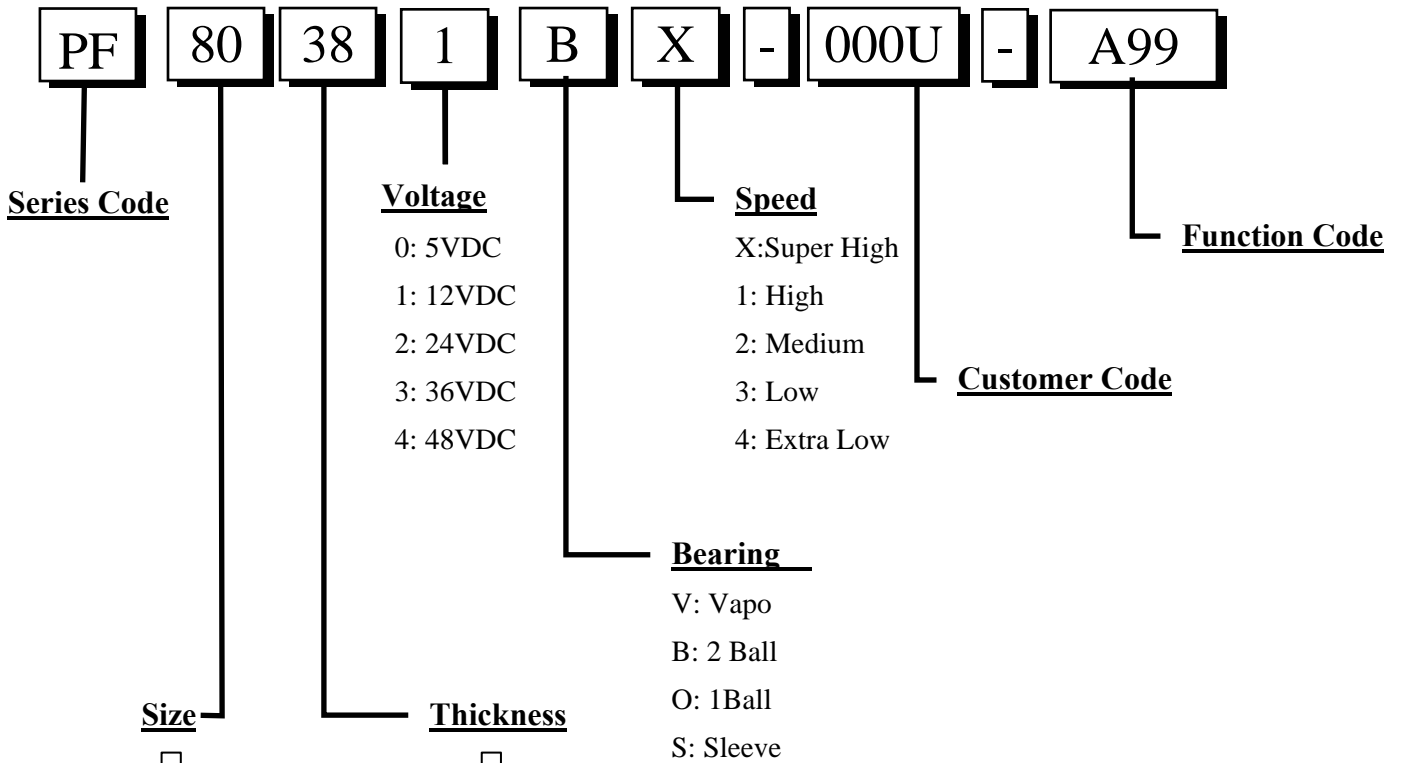 PF 80 38 1 B X - 000U - A99
Series Code
Voltage
0: 5VDC
1: 12VDC
2: 24VDC
3: 36VDC
4: 48VDC
Speed
X:Super High
1: High
2: Medium
3: Low
4: Extra Low
Function Code
Customer Code
Bearing
V: Vapo
B: 2 Ball
O: 1Ball
S: Sleeve
Size
Thickness